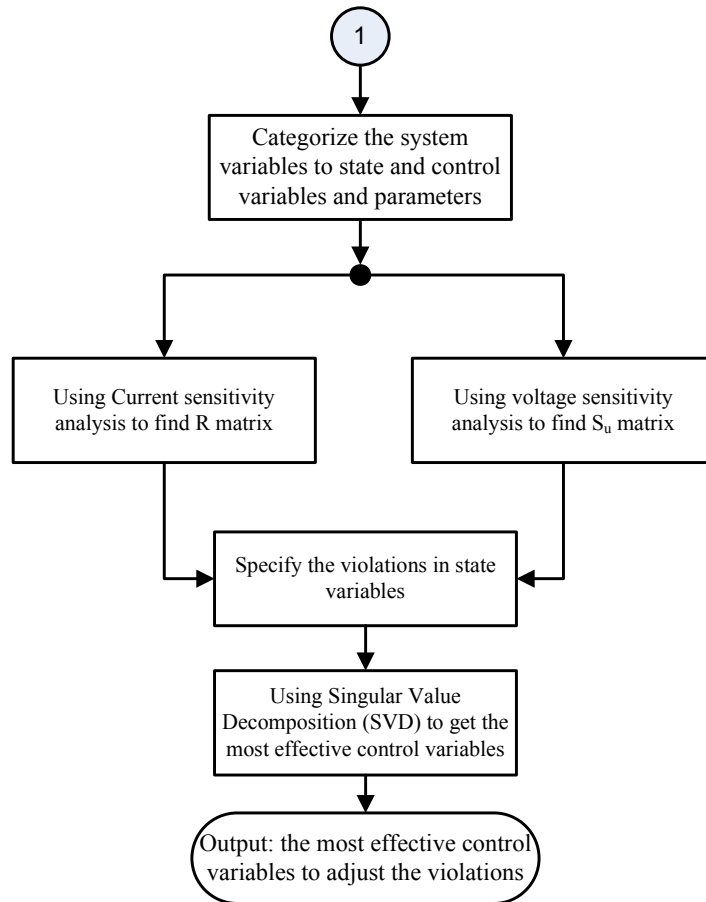 1
Categorize the system
variables to state and control
variables and parameters
Using Current sensitivity
analysis to find R matrix
Using voltage sensitivity
analysis to find Sᵤ matrix
Specify the violations in state
variables
Using Singular Value
Decomposition (SVD) to get the
most effective control variables
Output: the most effective control
variables to adjust the violations